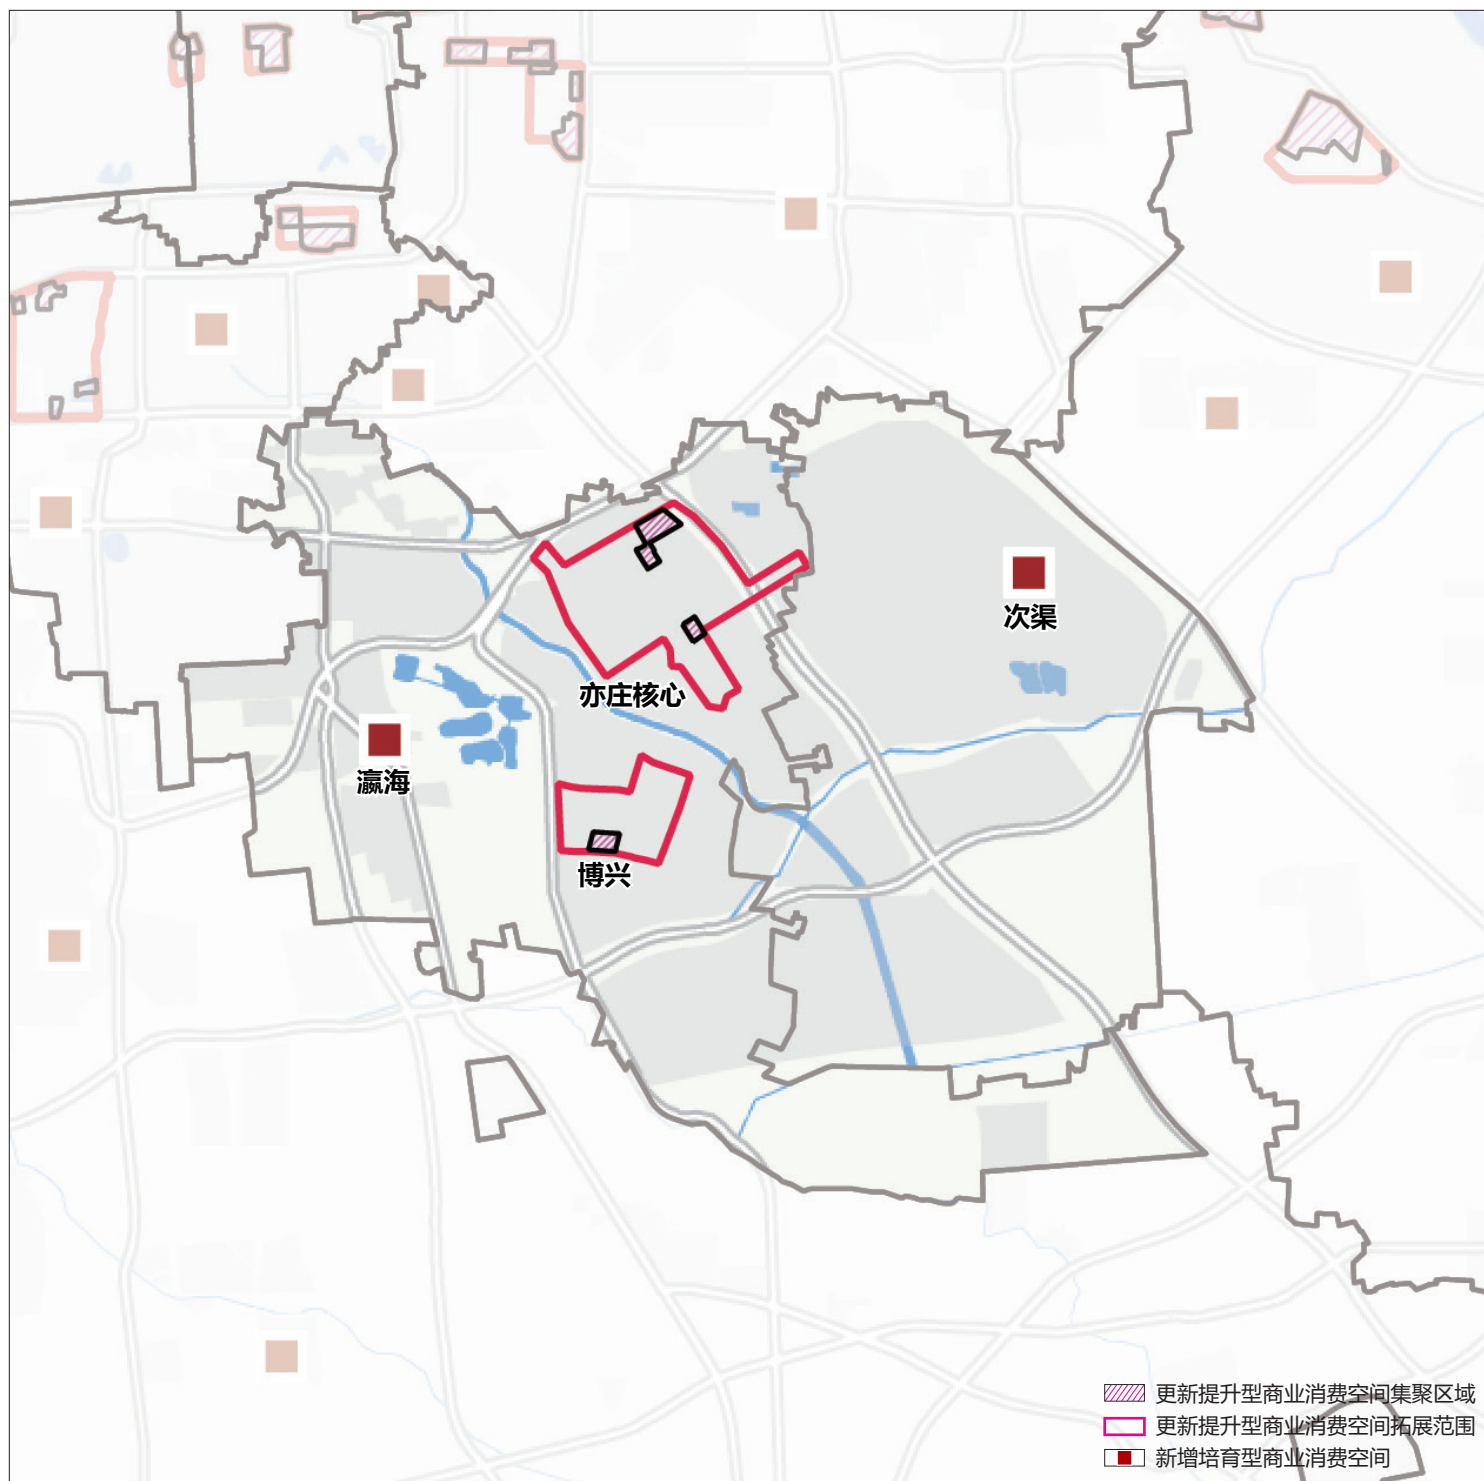 次渠
亦庄核心
瀛海
博兴
更新提升型商业消费空间集聚区域
更新提升型商业消费空间拓展范围
新增培育型商业消费空间